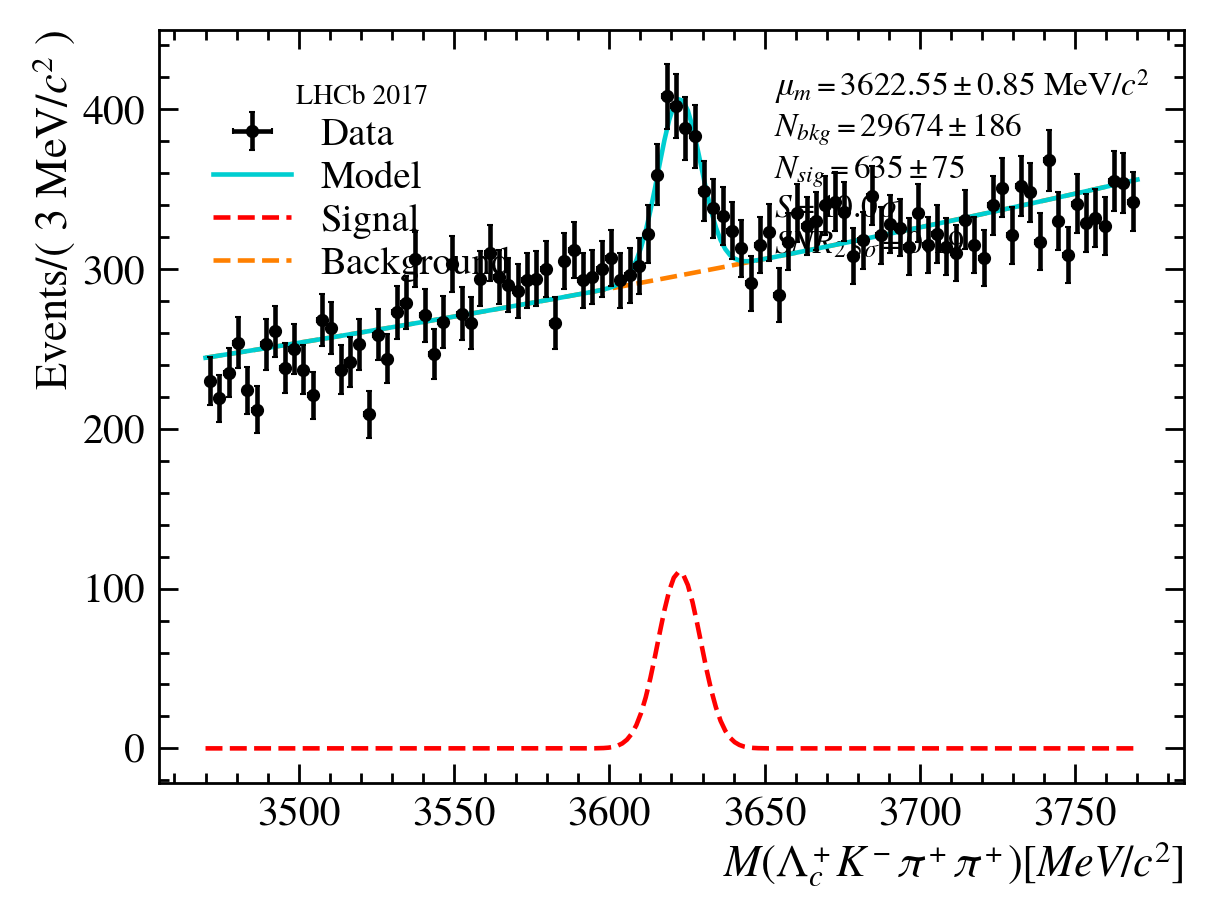 Events/( 3 MeV/c² )
LHCb 2017
Data
Model
Signal
Background
μ_m = 3622.55 ± 0.85 MeV/c²
N_bkg = 29674 ± 186
N_sig = 635 ± 75
400
300
200
100
0
3500 3550 3600 3650 3700 3750
M(Λ_c⁺ K⁻ π⁺ π⁺)[MeV/c²]